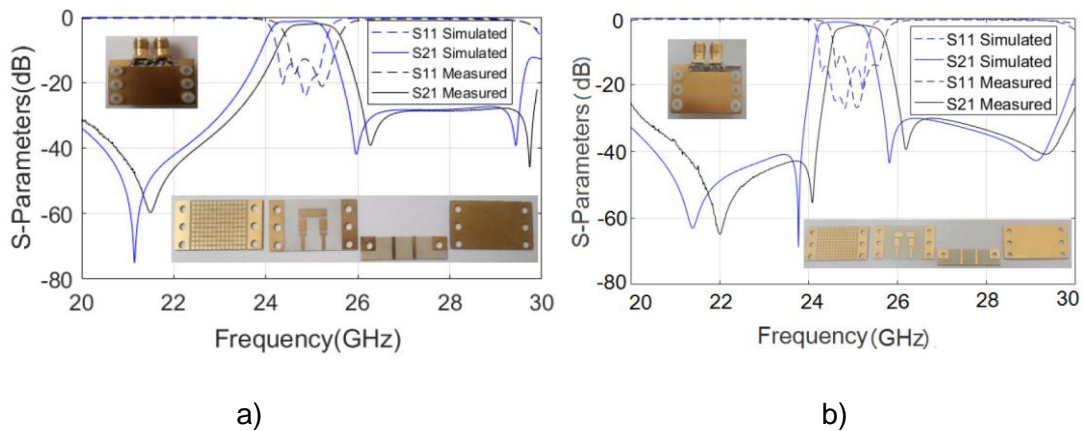 0
-20
-40
-60
-80
S-Parameters(dB)
S11 Simulated
S21 Simulated
S11 Measured
S21 Measured
20
22
24
26
28
30
Frequency(GHz)
a)
0
-20
-40
-60
-80
S-Parameters (dB)
S11 Simulated
S21 Simulated
S11 Measured
S21 Measured
20
22
24
26
28
30
Frequency(GHz)
b)